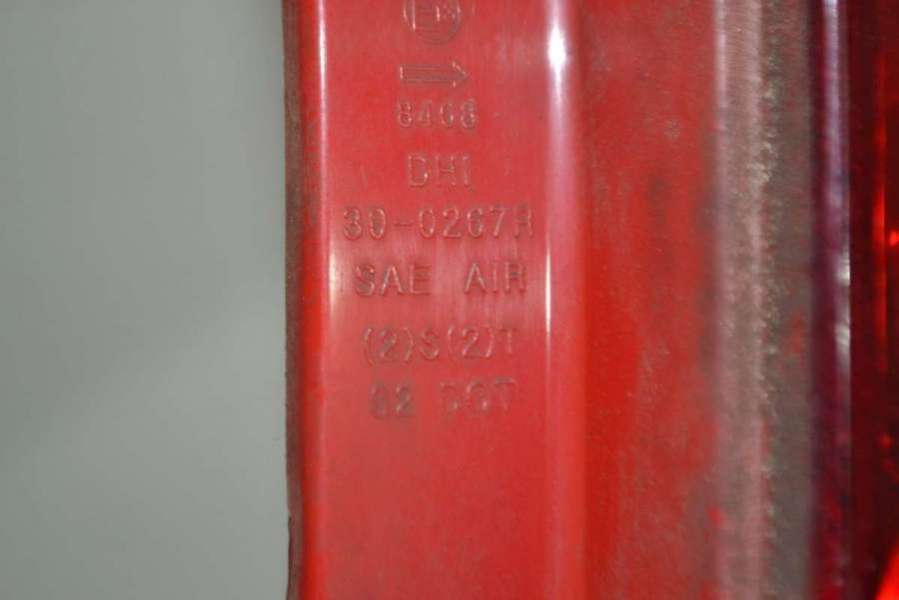 8468
DHI
30-0267R
SAE AIR
(2)S(2)T
02 DOT